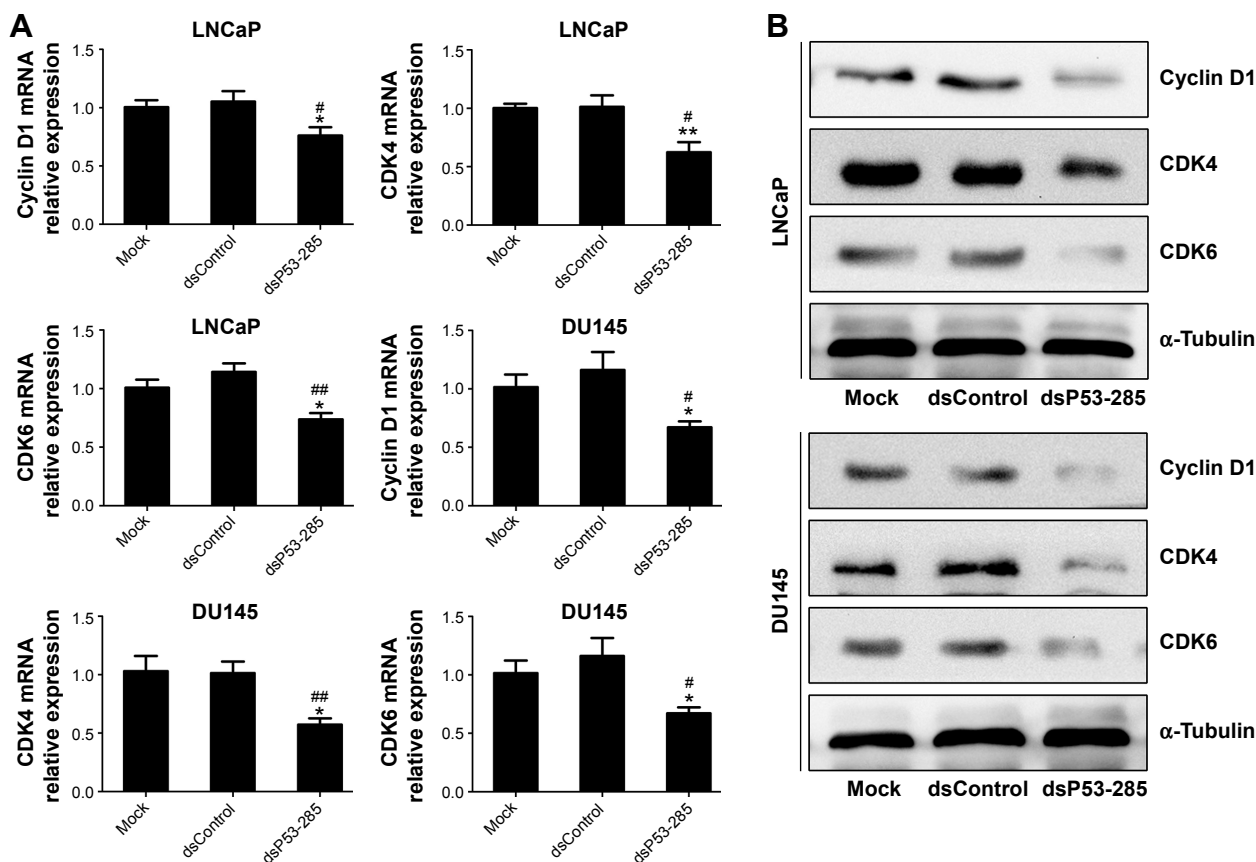 A
LNCaP
Cyclin D1 mRNA
relative expression
1.5
1.0
0.5
0.0
#
*
Mock
dsControl
dsP53-285
LNCaP
CDK4 mRNA
relative expression
1.5
1.0
0.5
0.0
#
**
Mock
dsControl
dsP53-285
LNCaP
CDK6 mRNA
relative expression
1.5
1.0
0.5
0.0
##
*
Mock
dsControl
dsP53-285
DU145
Cyclin D1 mRNA
relative expression
1.5
1.0
0.5
0.0
#
*
Mock
dsControl
dsP53-285
DU145
CDK4 mRNA
relative expression
1.5
1.0
0.5
0.0
##
*
Mock
dsControl
dsP53-285
DU145
CDK6 mRNA
relative expression
1.5
1.0
0.5
0.0
#
*
Mock
dsControl
dsP53-285
B
LNCaP
Cyclin D1
CDK4
CDK6
α-Tubulin
Mock dsControl dsP53-285
DU145
Cyclin D1
CDK4
CDK6
α-Tubulin
Mock dsControl dsP53-285